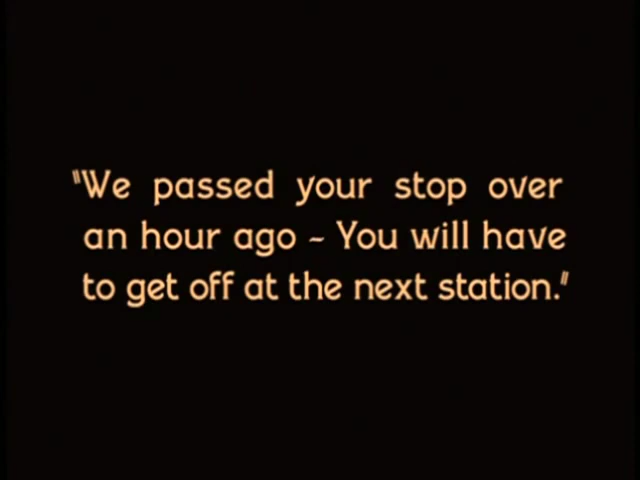 "We passed your stop over
an hour ago - You will have
to get off at the next station."